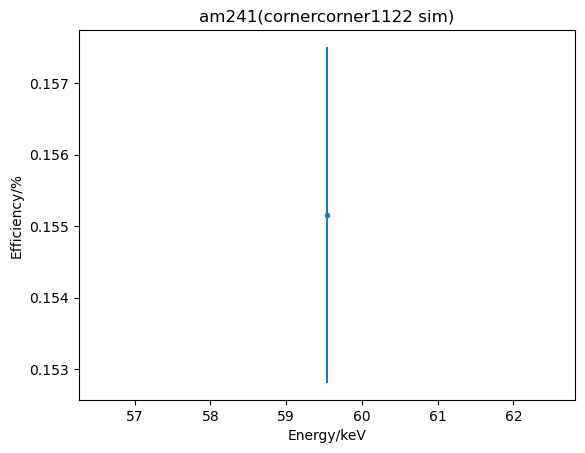 am241(cornercorner1122 sim)
0.157
0.156
0.155
0.154
0.153
Efficiency/%
57 58 59 60 61 62
Energy/keV